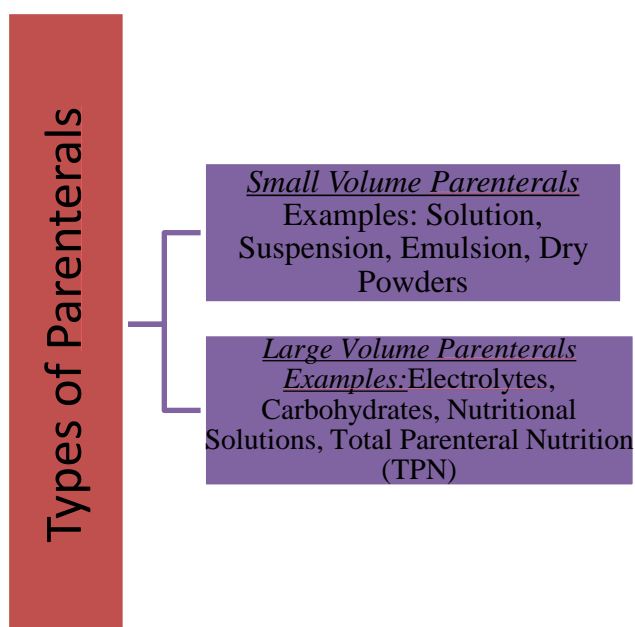 Types of Parenterals
Small Volume Parenterals
Examples: Solution,
Suspension, Emulsion, Dry
Powders
Large Volume Parenterals
Examples:Electrolytes,
Carbohydrates, Nutritional
Solutions, Total Parenteral Nutrition
(TPN)